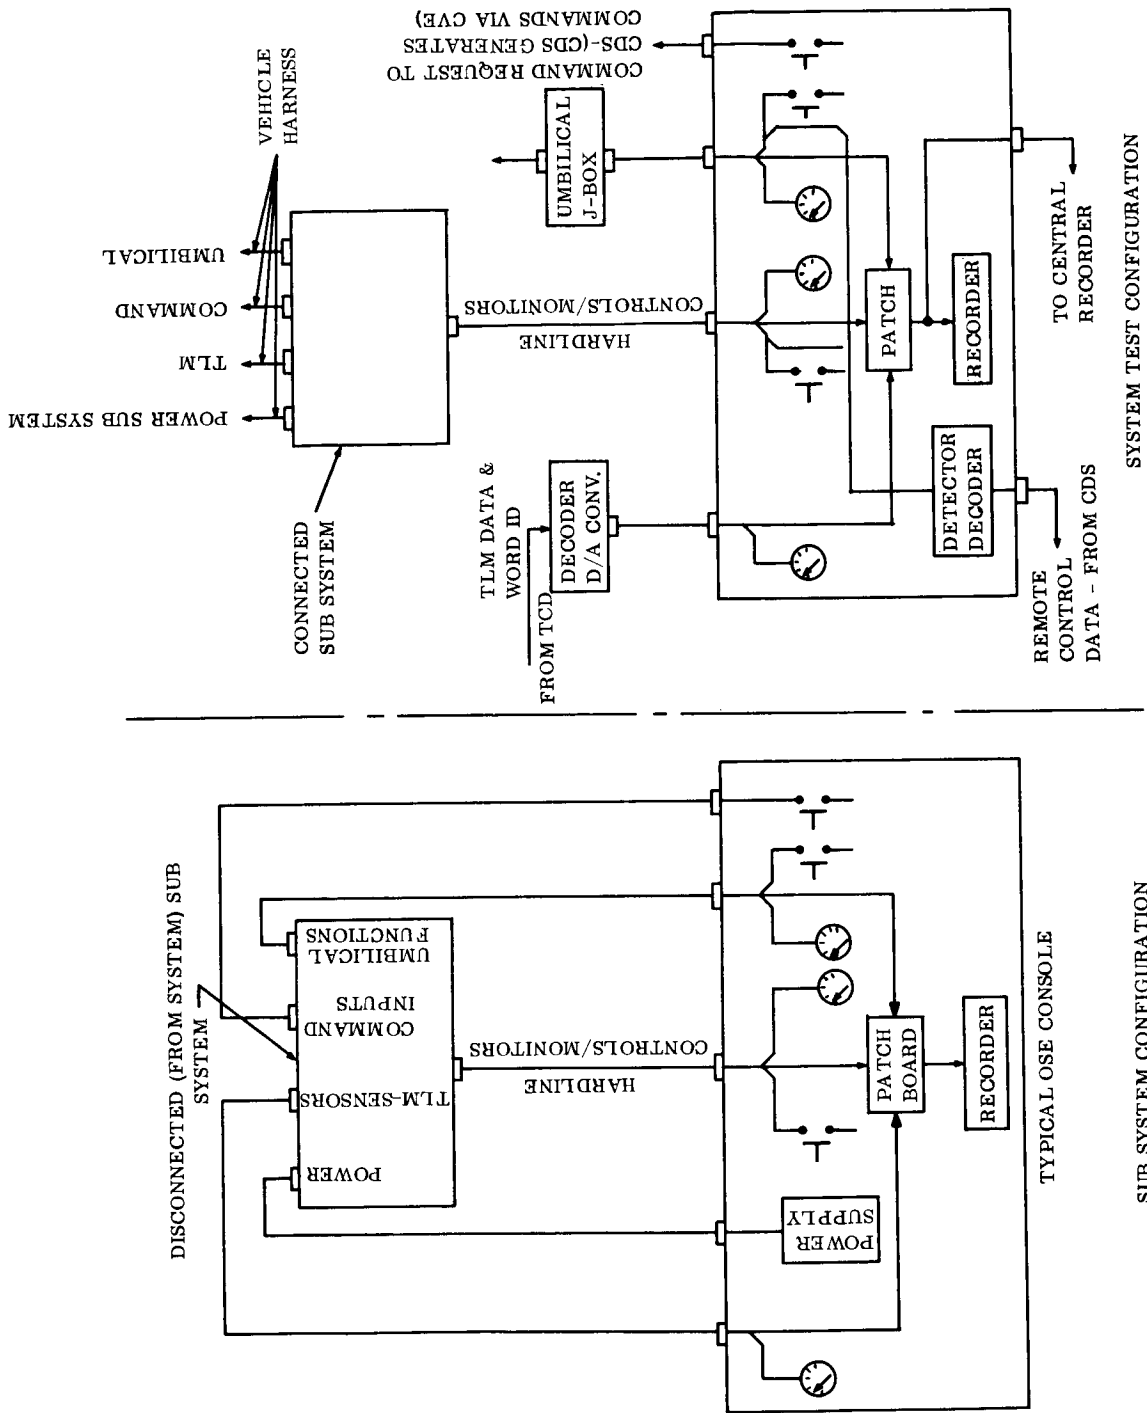 DISCONNECTED (FROM SYSTEM) SUB
SYSTEM
POWER
TLM-SENSORS
COMMAND
INPUTS
UMBILICAL
FUNCTIONS
HARDLINE
CONTROLS/MONITORS
POWER
SUPPLY
PATCH
BOARD
RECORDER
TYPICAL OSE CONSOLE
SUB SYSTEM CONFIGURATION
POWER SUB SYSTEM
TLM
COMMAND
UMBILICAL
VEHICLE
HARNESS
CONNECTED
SUB SYSTEM
TLM DATA &
WORD ID
FROM TCD
DECODER
D/A CONV.
HARDLINE
CONTROLS/MONITORS
UMBILICAL
J-BOX
COMMAND REQUEST TO
CDS-(CDS GENERATES
COMMANDS VIA CVE)
PATCH
RECORDER
DETECTOR
DECODER
REMOTE
CONTROL
DATA - FROM CDS
TO CENTRAL
RECORDER
SYSTEM TEST CONFIGURATION